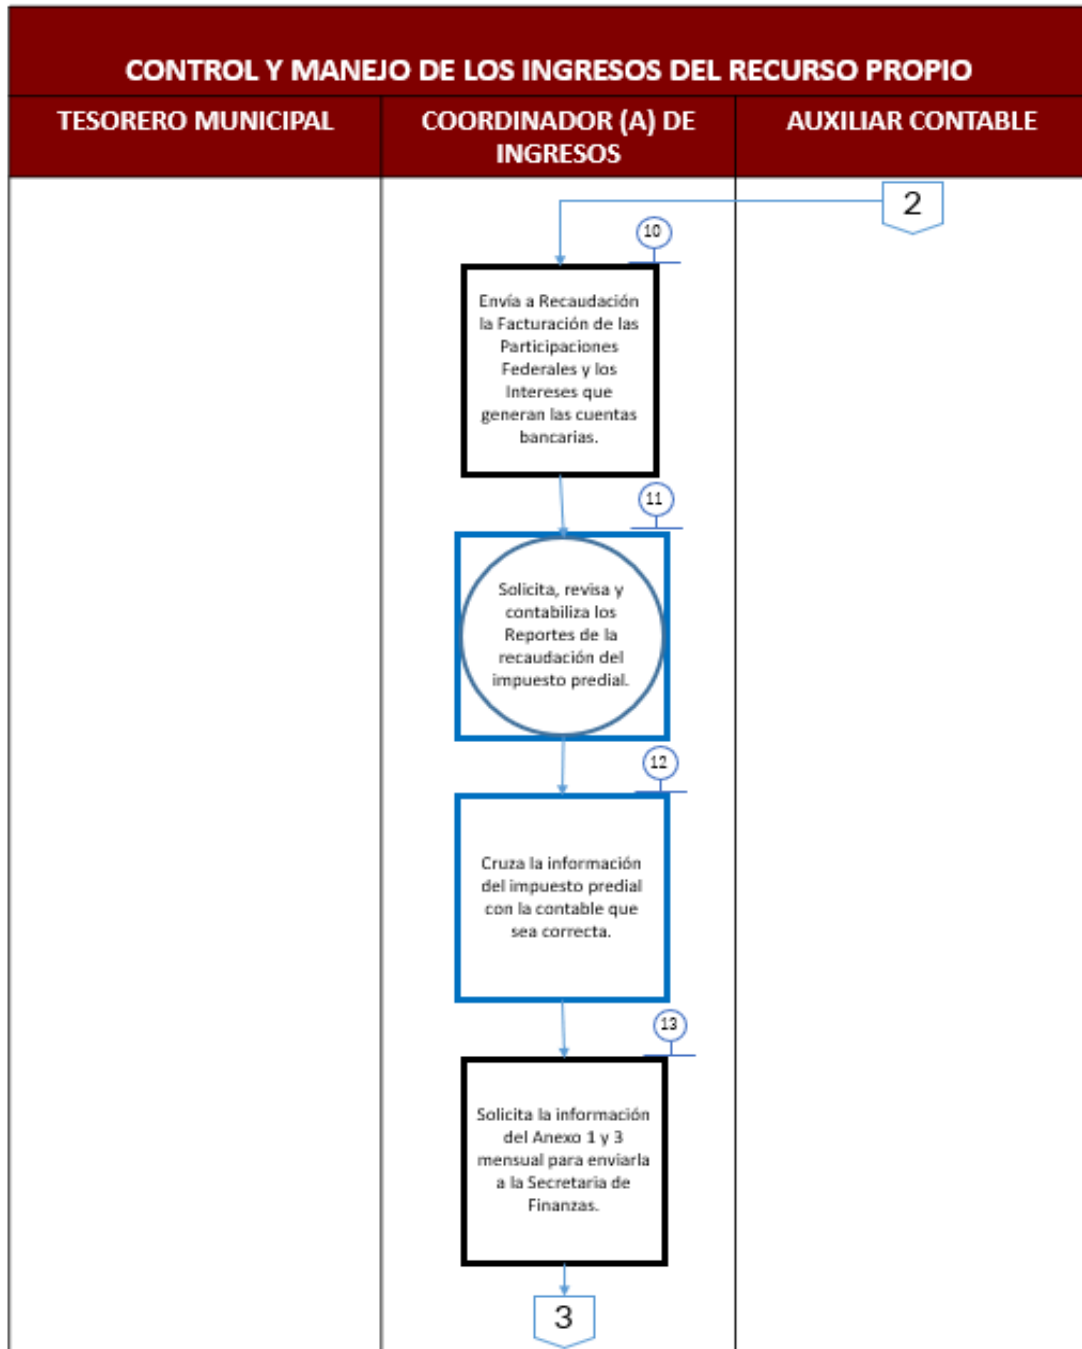 CONTROL Y MANEJO DE LOS INGRESOS DEL RECURSO PROPIO
TESORERO MUNICIPAL
COORDINADOR (A) DE
INGRESOS
AUXILIAR CONTABLE
2
10
Envía a Recaudación
la Facturación de las
Participaciones
Federales y los
Intereses que
generan las cuentas
bancarias.
11
Solicita, revisa y
contabiliza los
Reportes de la
recaudación del
impuesto predial.
12
Cruza la información
del impuesto predial
con la contable que
sea correcta.
13
Solicita la información
del Anexo 1 y 3
mensual para enviarla
a la Secretaria de
Finanzas.
3